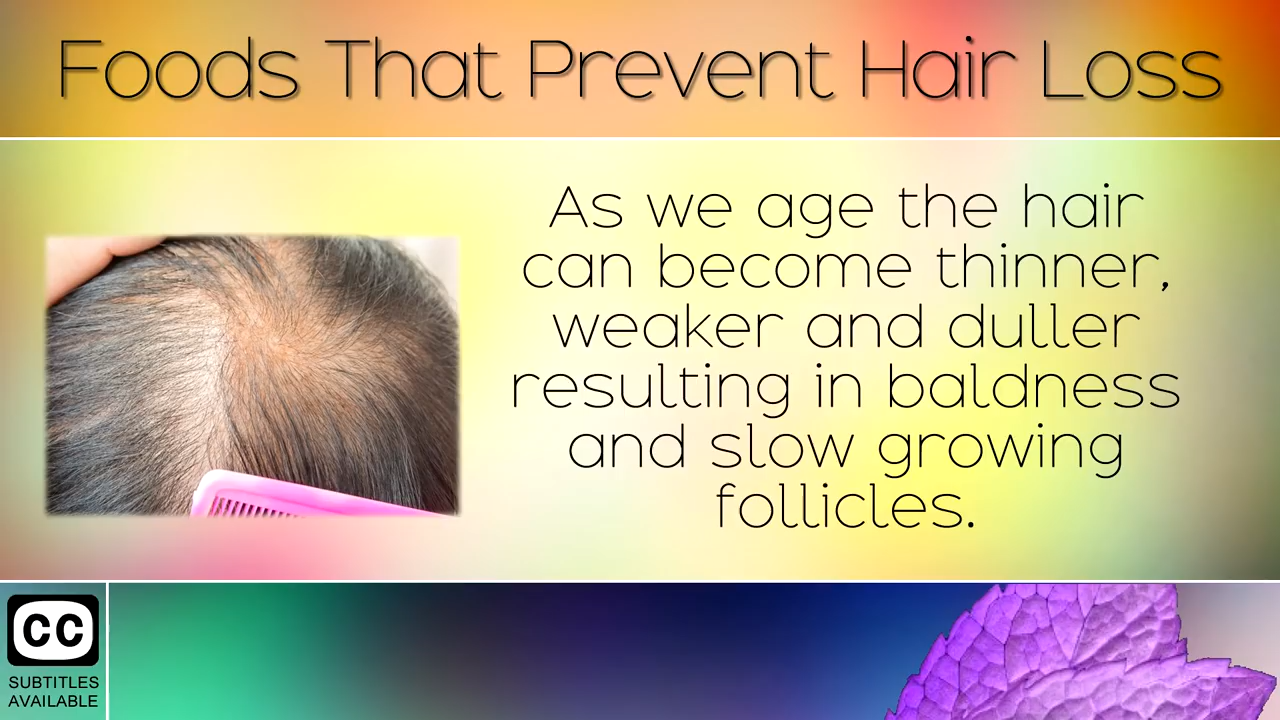 Foods That Prevent Hair Loss
As we age the hair
can become thinner,
weaker and duller
resulting in baldness
and slow growing
follicles.
CC
SUBTITLES
AVAILABLE